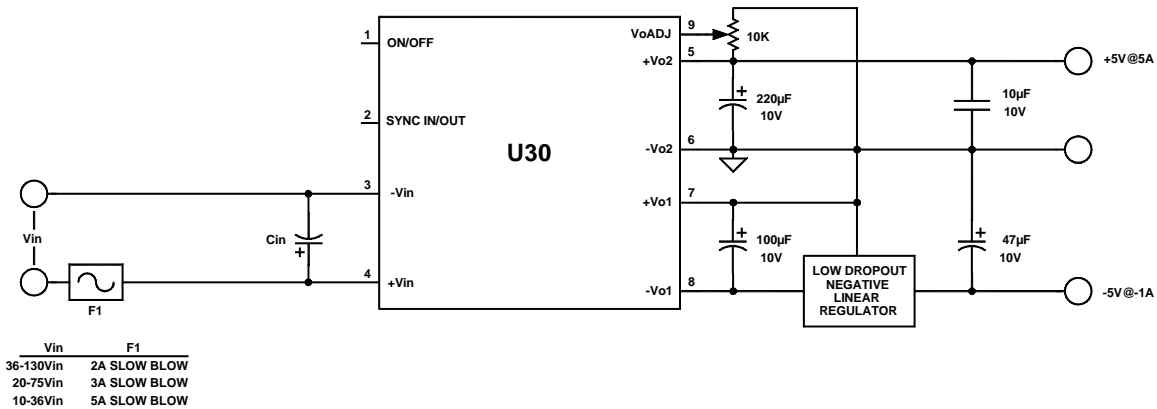 1
ON/OFF
2
SYNC IN/OUT
3
-Vin
4
+Vin
U30
VoADJ
9
10K
+Vo2
5
-Vo2
6
+Vo1
7
-Vo1
8
+
220µF
10V
10µF
10V
+
100µF
10V
+
47µF
10V
LOW DROPOUT
NEGATIVE
LINEAR
REGULATOR
+5V@5A
-5V@-1A
Vin
Cin
+
F1
Vin F1
36-130Vin 2A SLOW BLOW
20-75Vin 3A SLOW BLOW
10-36Vin 5A SLOW BLOW